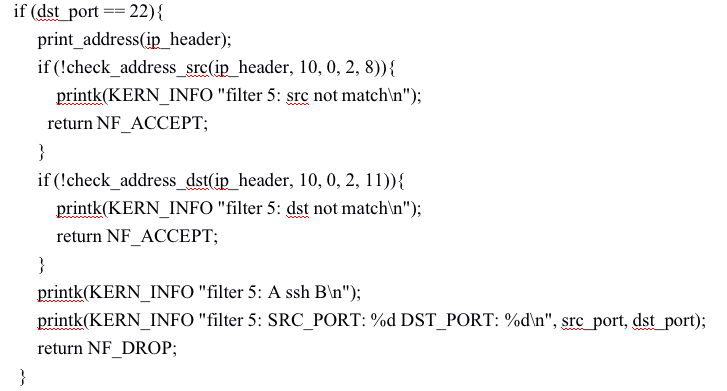 if (dst_port == 22){
print_address(ip_header);
if (!check_address_src(ip_header, 10, 0, 2, 8)){
printk(KERN_INFO "filter 5: src not match\n");
return NF_ACCEPT;
}
if (!check_address_dst(ip_header, 10, 0, 2, 11)){
printk(KERN_INFO "filter 5: dst not match\n");
return NF_ACCEPT;
}
printk(KERN_INFO "filter 5: A ssh B\n");
printk(KERN_INFO "filter 5: SRC_PORT: %d DST_PORT: %d\n", src_port, dst_port);
return NF_DROP;
}